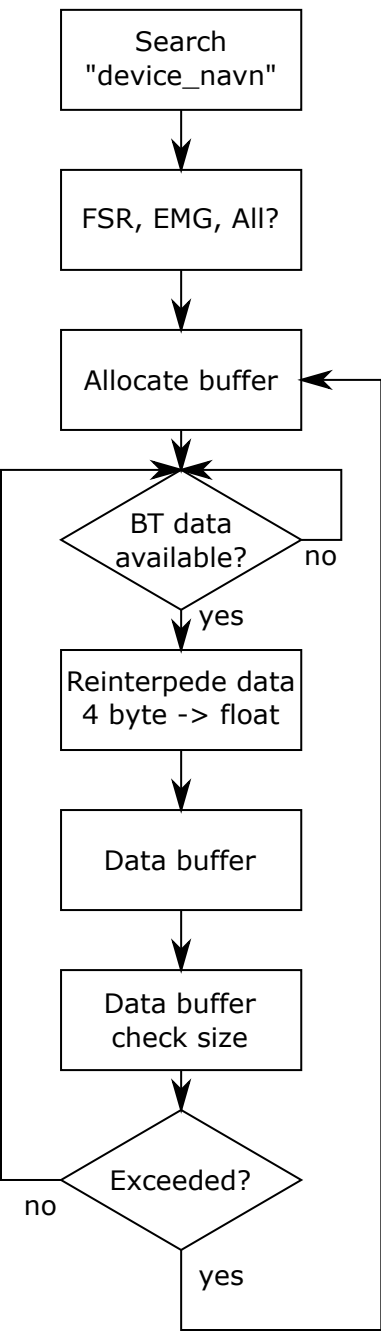 Search
"device_navn"
FSR, EMG, All?
Allocate buffer
BT data
available?
no
yes
Reinterpede data
4 byte -> float
Data buffer
Data buffer
check size
Exceeded?
no
yes